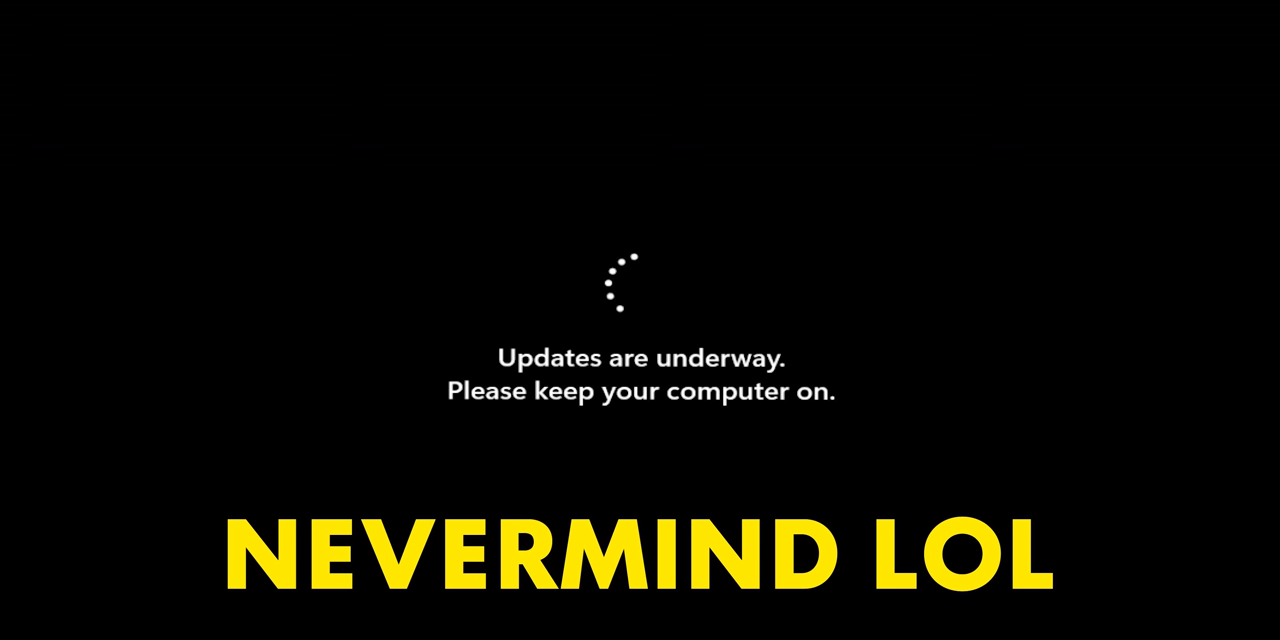 Updates are underway.
Please keep your computer on.
NEVERMIND LOL